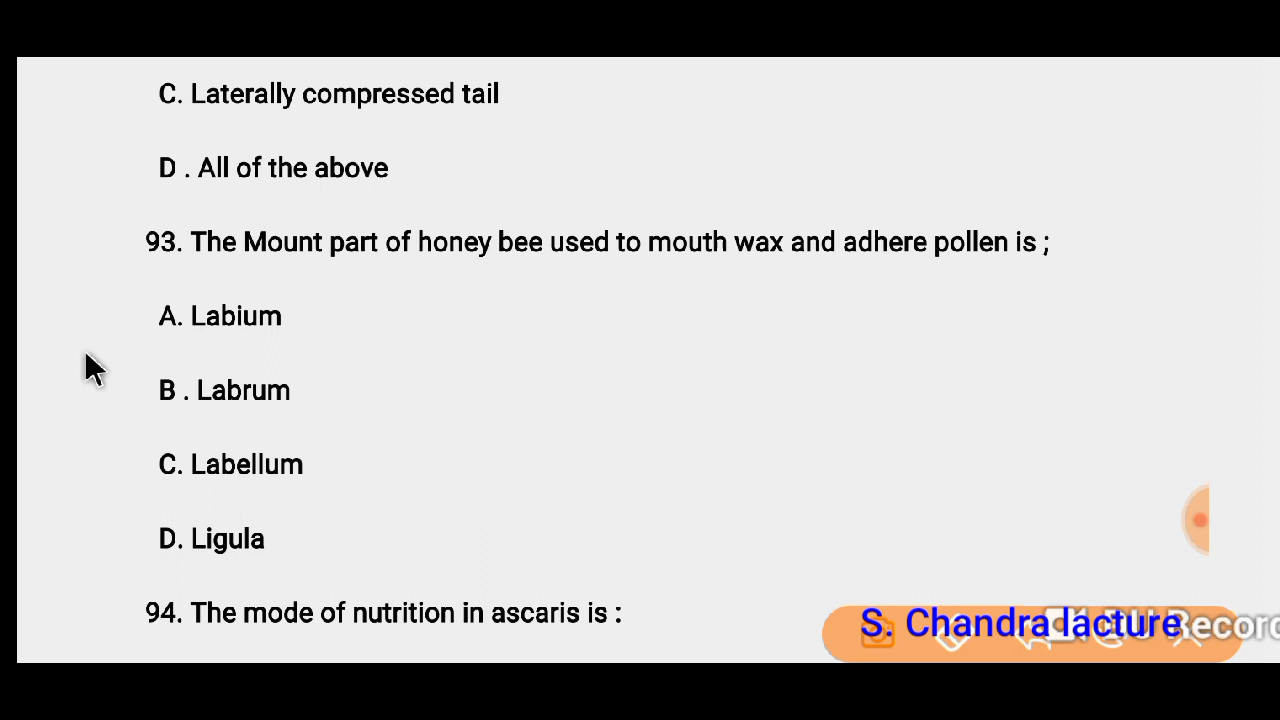 C. Laterally compressed tail
D . All of the above
93. The Mount part of honey bee used to mouth wax and adhere pollen is ;
A. Labium
B . Labrum
C. Labellum
D. Ligula
94. The mode of nutrition in ascaris is :
S. Chandra lacture
Recor